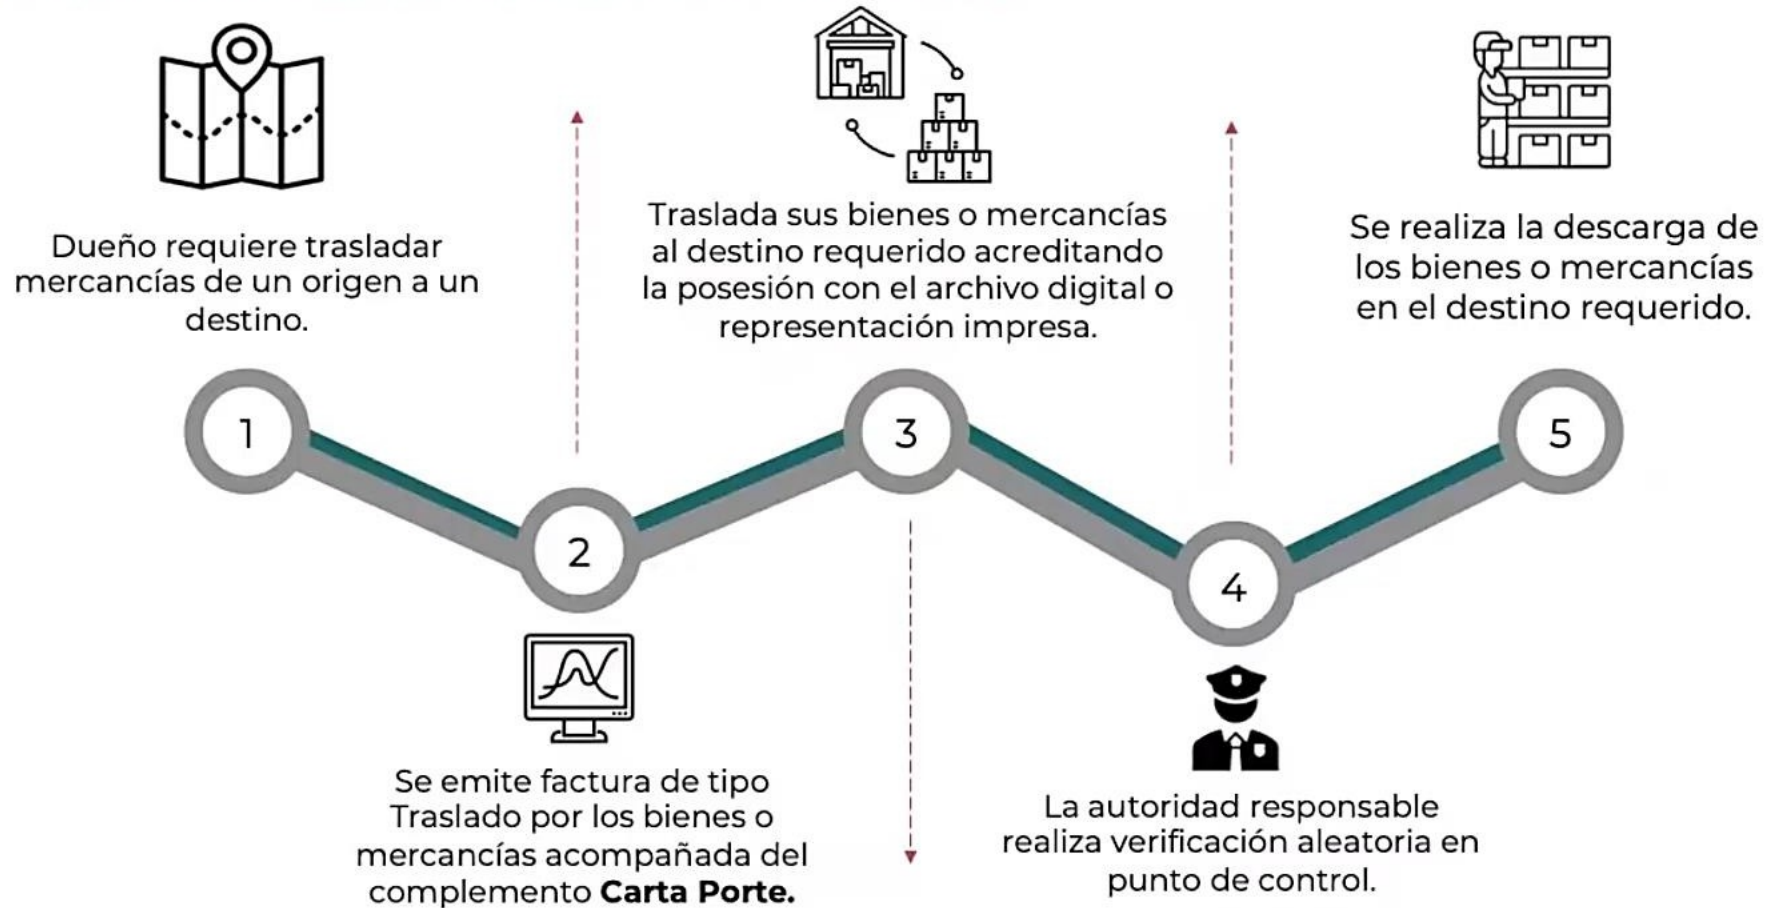 Dueño requiere trasladar
mercancías de un origen a un
destino.
1
2
Se emite factura de tipo
Traslado por los bienes o
mercancías acompañada del
complemento Carta Porte.
Traslada sus bienes o mercancías
al destino requerido acreditando
la posesión con el archivo digital o
representación impresa.
3
4
La autoridad responsable
realiza verificación aleatoria en
punto de control.
Se realiza la descarga de
los bienes o mercancías
en el destino requerido.
5